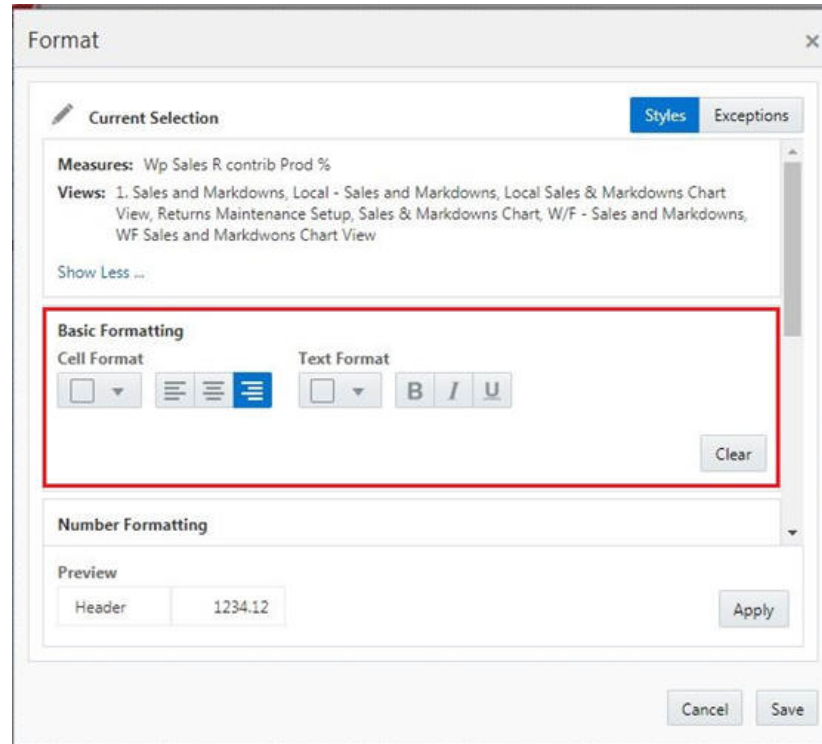 Format
Current Selection
Styles Exceptions
Measures: Wp Sales R contrib Prod %
Views: 1. Sales and Markdowns, Local - Sales and Markdowns, Local Sales & Markdowns Chart
View, Returns Maintenance Setup, Sales & Markdowns Chart, W/F - Sales and Markdowns,
WF Sales and Markdwons Chart View
Show Less ...
Basic Formatting
Cell Format Text Format
B I U
Clear
Number Formatting
Preview
Header 1234.12
Apply
Cancel Save